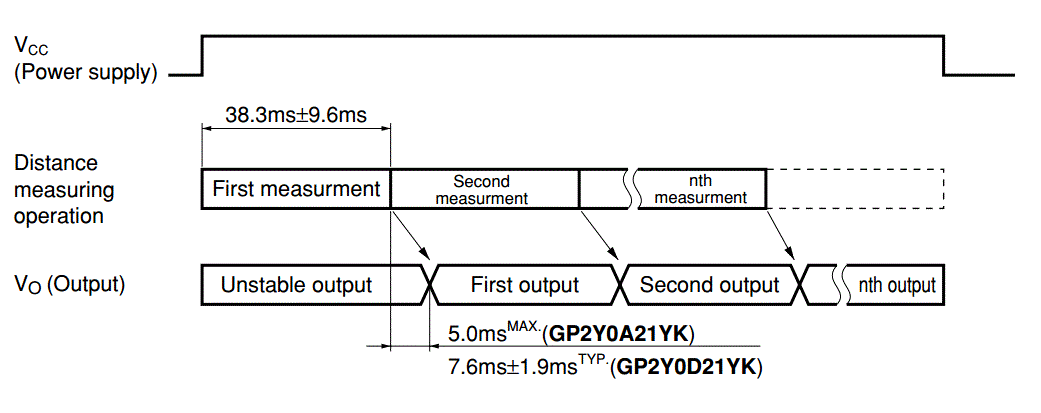 VCC
(Power supply)
38.3ms±9.6ms
Distance
measuring
operation
First measurment
Second
measurment
nth
measurment
VO (Output)
Unstable output
First output
Second output
nth output
5.0msMAX.(GP2Y0A21YK)
7.6ms±1.9msTYP.(GP2Y0D21YK)